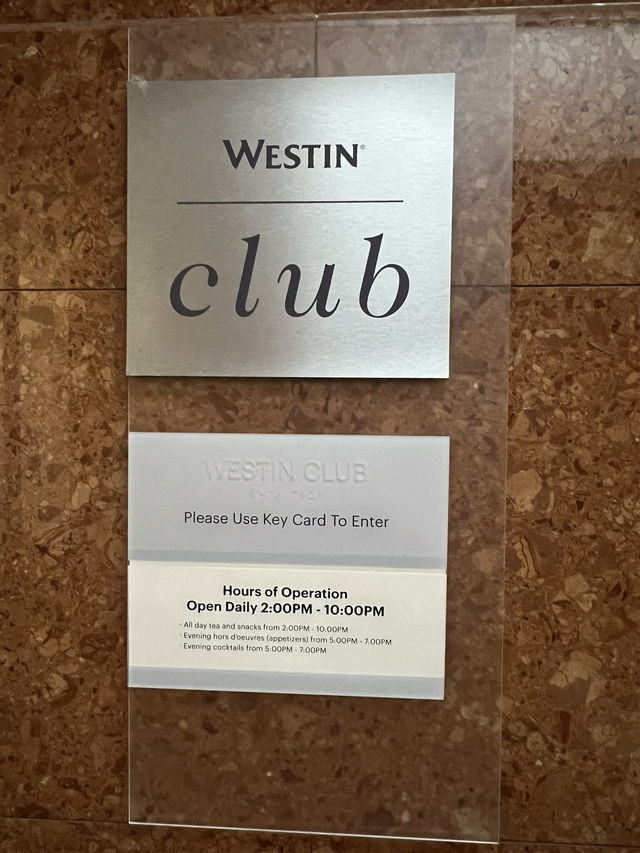 WESTIN®
club
WESTIN CLUB
Please Use Key Card To Enter
Hours of Operation
Open Daily 2:00PM - 10:00PM
· All day tea and snacks from 2:00PM - 10:00PM
· Evening hors d'oeuvres (appetizers) from 5:00PM - 7:00PM
· Evening cocktails from 5:00PM - 7:00PM